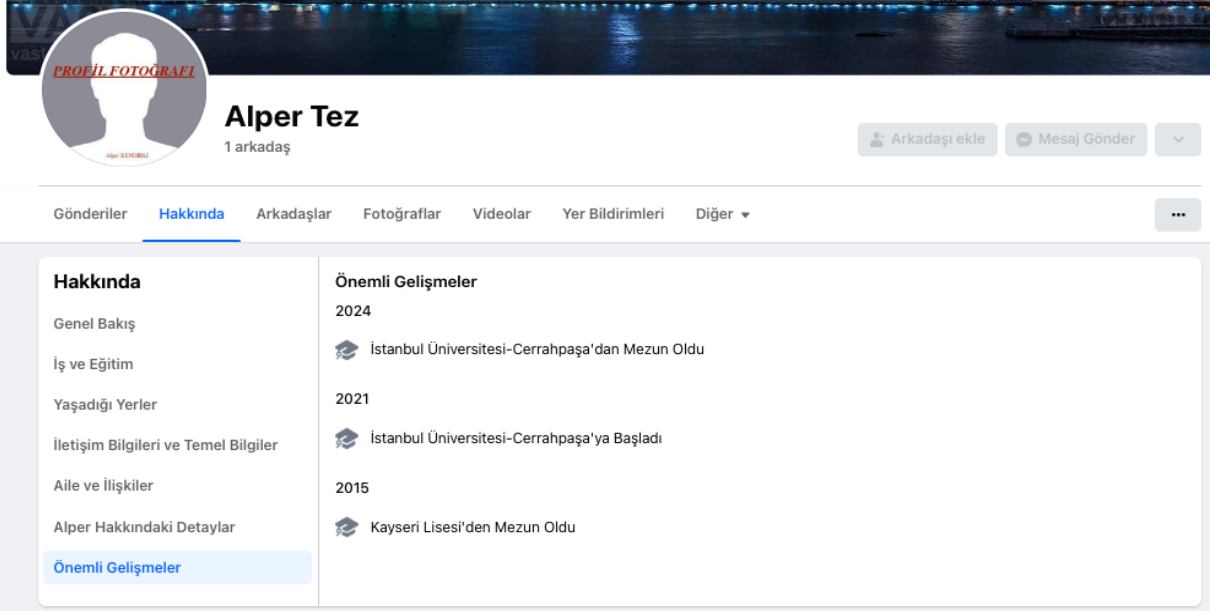 PROFİL FOTOĞRAFI
Alper KENDİRLİ
Alper Tez
1 arkadaş
Arkadaşı ekle
Mesaj Gönder
Gönderiler
Hakkında
Arkadaşlar
Fotoğraflar
Videolar
Yer Bildirimleri
Diğer
Hakkında
Genel Bakış
İş ve Eğitim
Yaşadığı Yerler
İletişim Bilgileri ve Temel Bilgiler
Aile ve İlişkiler
Alper Hakkındaki Detaylar
Önemli Gelişmeler
Önemli Gelişmeler
2024
İstanbul Üniversitesi-Cerrahpaşa'dan Mezun Oldu
2021
İstanbul Üniversitesi-Cerrahpaşa'ya Başladı
2015
Kayseri Lisesi'den Mezun Oldu